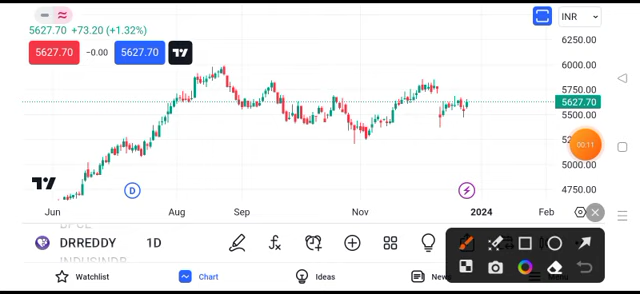 INR
5627.70 +73.20 (+1.32%)
5627.70 −0.00 5627.70
6250.00
6000.00
5750.00
5627.70
5500.00
00:11
5000.00
4750.00
D
Jun Aug Sep Nov 2024 Feb
DRREDDY 1D
INDUSINDB
Watchlist Chart Ideas News Menu